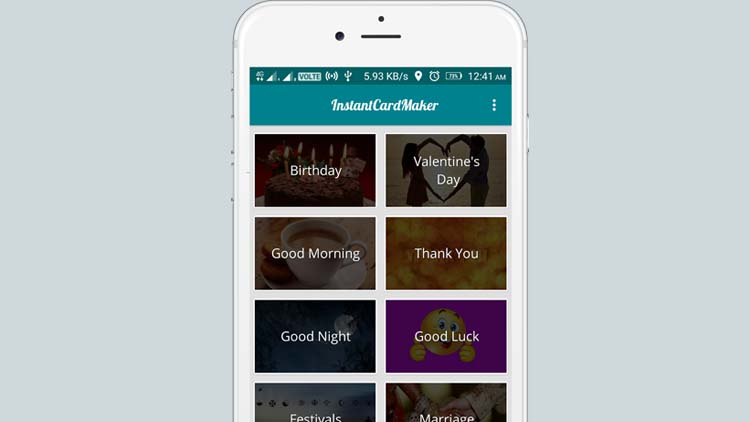 4G VOLTE 5.93 KB/s 73% 12:41 AM
InstantCardMaker
Birthday
Valentine's
Day
Good Morning
Thank You
Good Night
Good Luck
Festivals
Marriage